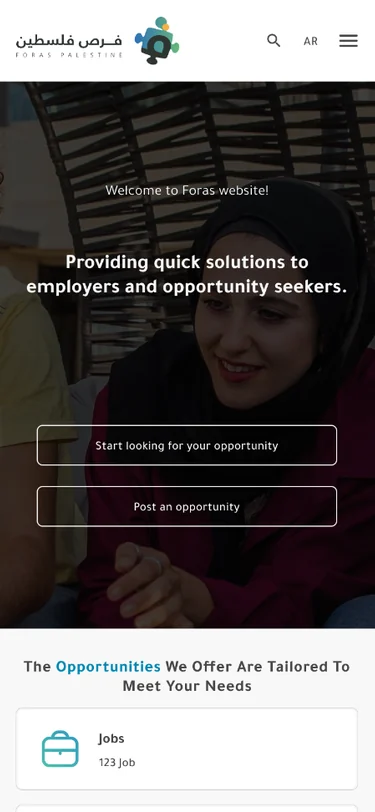 فــرص فلسطين
FORAS PALESTINE
AR
Welcome to Foras website!
Providing quick solutions to
employers and opportunity seekers.
Start looking for your opportunity
Post an opportunity
The Opportunities We Offer Are Tailored To
Meet Your Needs
Jobs
123 Job